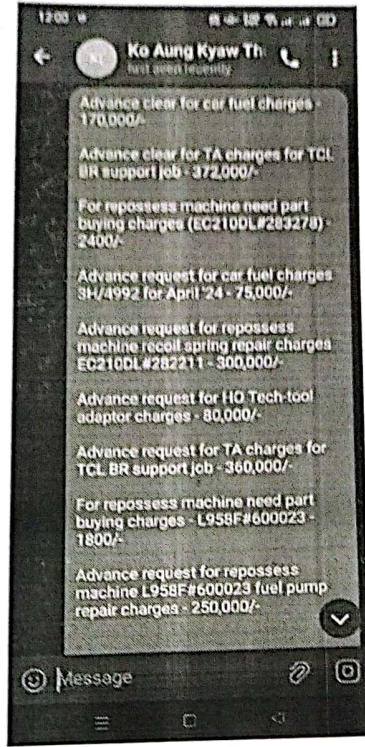 12:00
Ko Aung Kyaw Th
last seen recently
Advance clear for car fuel charges -
170,000/-
Advance clear for TA charges for TCL
BR support job - 372,000/-
For repossess machine need part
buying charges (EC210DL#283278) -
2400/-
Advance request for car fuel charges
3H/4992 for April '24 - 75,000/-
Advance request for repossess
machine recoil spring repair charges
EC210DL#282211 - 300,000/-
Advance request for HO Tech-tool
adaptor charges - 80,000/-
Advance request for TA charges for
TCL BR support job - 360,000/-
For repossess machine need part
buying charges - L958F#600023 -
1800/-
Advance request for repossess
machine L958F#600023 fuel pump
repair charges - 250,000/-
Message